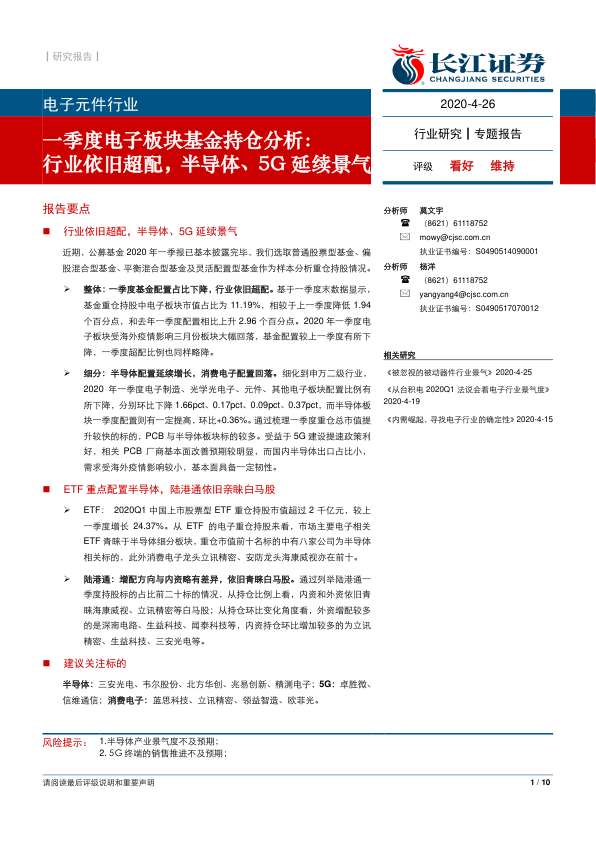 ｜研究报告｜
长江证券
CHANGJIANG SECURITIES
电子元件行业
2020-4-26
一季度电子板块基金持仓分析：
行业依旧超配，半导体、5G 延续景气
行业研究｜专题报告
评级 看好 维持
报告要点
■ 行业依旧超配，半导体、5G 延续景气
近期，公募基金 2020 年一季报已基本披露完毕，我们选取普通股票型基金、偏
股混合型基金、平衡混合型基金及灵活配置型基金作为样本分析重仓持股情况。
➢ 整体：一季度基金配置占比下降，行业依旧超配。基于一季度末数据显示，
基金重仓持股中电子板块市值占比为 11.19%，相较于上一季度降低 1.94
个百分点，和去年一季度配置相比上升 2.96 个百分点。2020 年一季度电
子板块受海外疫情影响三月份板块大幅回落，基金配置较上一季度有所下
降，一季度超配比例也同样略降。
➢ 细分：半导体配置延续增长，消费电子配置回落。细化到申万二级行业，
2020 年一季度电子制造、光学光电子、元件、其他电子板块配置比例有
所下降，分别环比下降 1.66pct、0.17pct、0.09pct、0.37pct，而半导体板
块一季度配置则有一定提高，环比+0.36%。通过梳理一季度重仓总市值提
升较快的标的，PCB 与半导体板块标的较多。受益于 5G 建设提速政策利
好，相关 PCB 厂商基本面改善预期较明显，而国内半导体出口占比小，
需求受海外疫情影响较小，基本面具备一定韧性。
■ ETF 重点配置半导体，陆港通依旧亲睐白马股
➢ ETF： 2020Q1 中国上市股票型 ETF 重仓持股市值超过 2 千亿元，较上
一季度增长 24.37%。从 ETF 的电子重仓持股来看，市场主要电子相关
ETF 青睐于半导体细分板块，重仓市值前十名标的中有八家公司为半导体
相关标的，此外消费电子龙头立讯精密、安防龙头海康威视亦在前十。
➢ 陆港通：增配方向与内资略有差异，依旧青睐白马股。通过列举陆港通一
季度持股标的占比前二十标的情况，从持仓比例上看，内资和外资依旧青
睐海康威视、立讯精密等白马股；从持仓环比变化角度看，外资增配较多
的是深南电路、生益科技、闻泰科技等，内资持仓环比增加较多的为立讯
精密、生益科技、三安光电等。
■ 建议关注标的
半导体：三安光电、韦尔股份、北方华创、兆易创新、精测电子；5G：卓胜微、
信维通信；消费电子：蓝思科技、立讯精密、领益智造、欧菲光。
分析师 莫文宇
☎ （8621）61118752
✉ mowy@cjsc.com.cn
执业证书编号：S0490514090001
分析师 杨洋
☎ （8621）61118752
✉ yangyang4@cjsc.com.cn
执业证书编号：S0490517070012
相关研究
《被忽视的被动器件行业景气》2020-4-25
《从台积电 2020Q1 法说会看电子行业景气度》
2020-4-19
《内需崛起，寻找电子行业的确定性》2020-4-15
风险提示： 1.半导体产业景气度不及预期；
2. 5G 终端的销售推进不及预期；
请阅读最后评级说明和重要声明
1 / 10